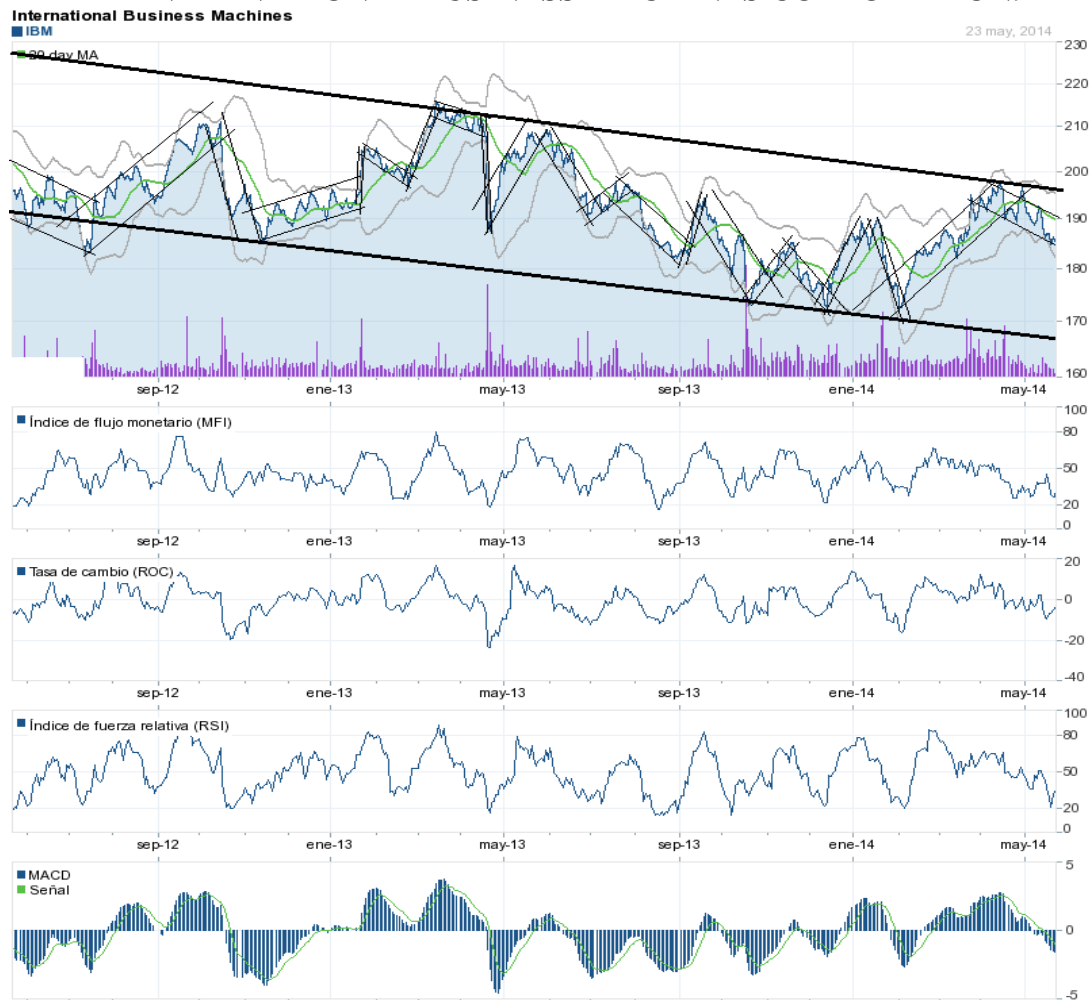 International Business Machines
IBM
23 may, 2014
20-day MA
230
220
210
200
190
180
170
160
sep-12 ene-13 may-13 sep-13 ene-14 may-14
Índice de flujo monetario (MFI)
100
80
50
20
0
sep-12 ene-13 may-13 sep-13 ene-14 may-14
Tasa de cambio (ROC)
20
0
-20
-40
sep-12 ene-13 may-13 sep-13 ene-14 may-14
Índice de fuerza relativa (RSI)
100
80
50
20
0
sep-12 ene-13 may-13 sep-13 ene-14 may-14
MACD
Señal
5
0
-5